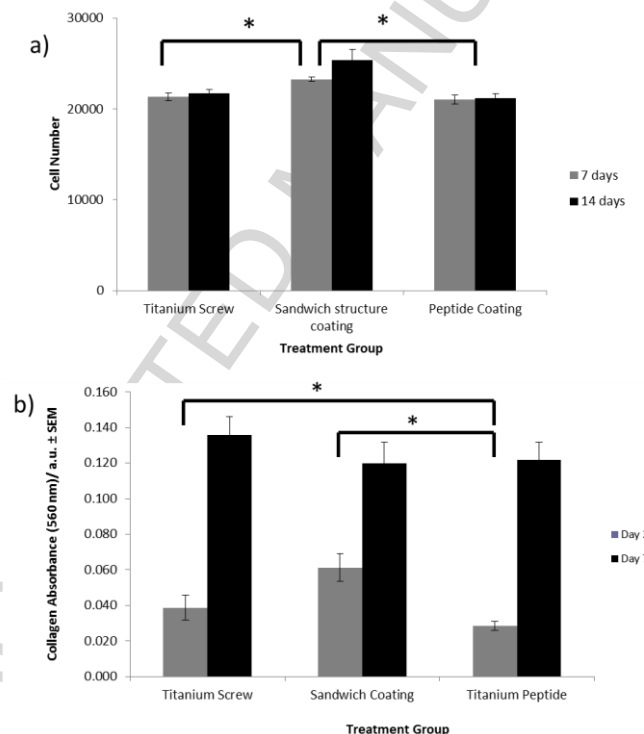 a)
*
*
30000
20000
10000
0
Cell Number
7 days
14 days
Titanium Screw
Sandwich structure
coating
Peptide Coating
Treatment Group
b)
*
*
0.160
0.140
0.120
0.100
0.080
0.060
0.040
0.020
0.000
Collagen Absorbance (560 nm)/ a.u. ± SEM
Day
Day
Titanium Screw
Sandwich Coating
Titanium Peptide
Treatment Group